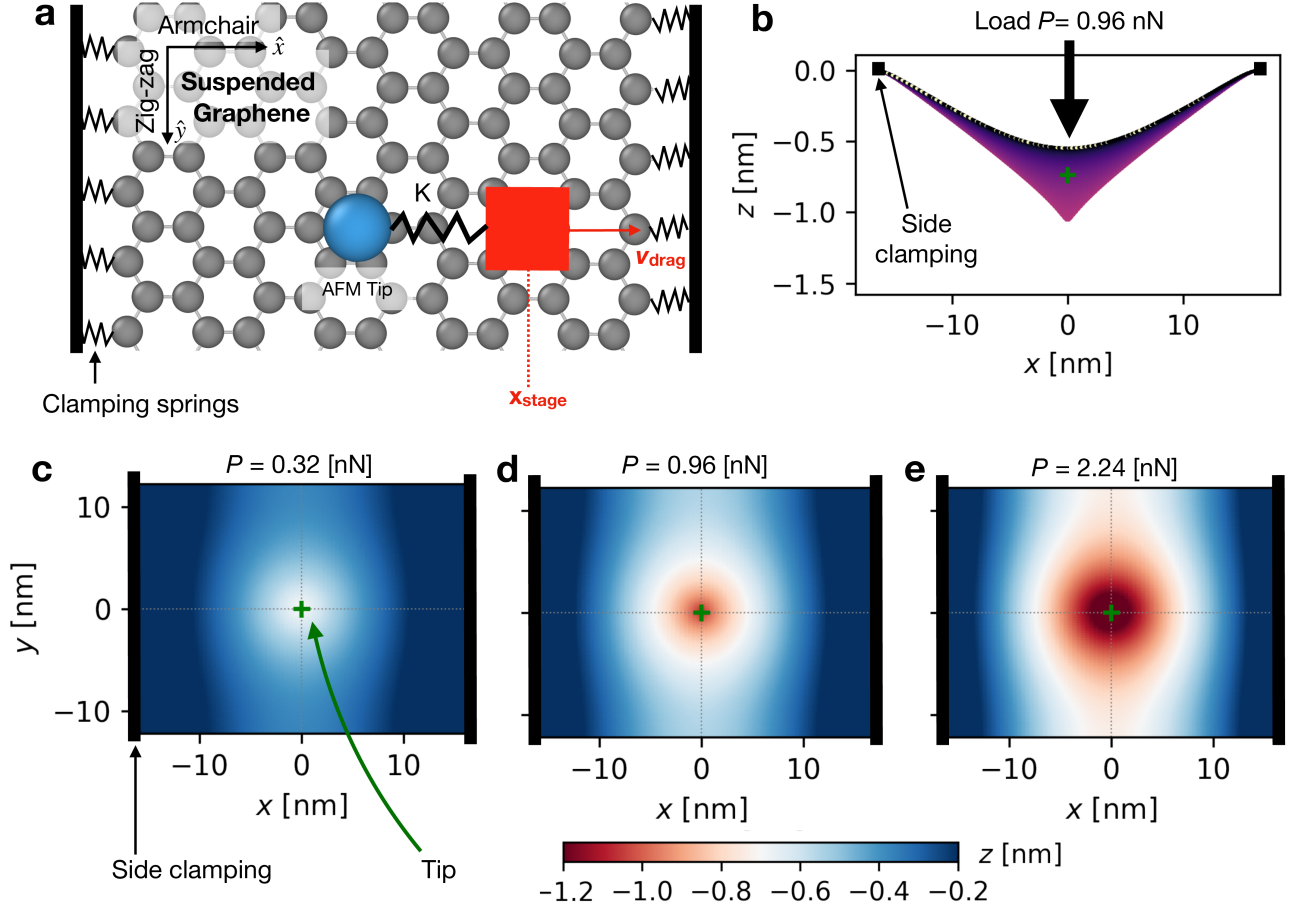 a
Armchair
x̂
Zig-zag
ŷ
Suspended
Graphene
K
AFM Tip
vdrag
xstage
Clamping springs
b
Load P= 0.96 nN
0.0
−0.5
−1.0
−1.5
z [nm]
Side
clamping
−10
0
10
x [nm]
c
P = 0.32 [nN]
10
0
−10
y [nm]
−10
0
10
x [nm]
Side clamping
Tip
d
P = 0.96 [nN]
−10
0
10
x [nm]
e
P = 2.24 [nN]
−10
0
10
x [nm]
z [nm]
−1.2
−1.0
−0.8
−0.6
−0.4
−0.2